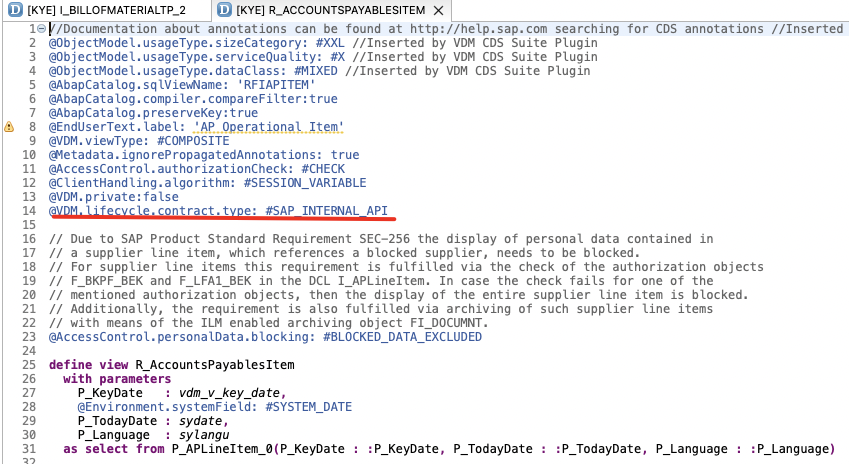 [KYE] I_BILLOFMATERIALTP_2
[KYE] R_ACCOUNTSPAYABLESITEM
1 //Documentation about annotations can be found at http://help.sap.com searching for CDS annotations //Inserted
2 @ObjectModel.usageType.sizeCategory: #XXL //Inserted by VDM CDS Suite Plugin
3 @ObjectModel.usageType.serviceQuality: #X //Inserted by VDM CDS Suite Plugin
4 @ObjectModel.usageType.dataClass: #MIXED //Inserted by VDM CDS Suite Plugin
5 @AbapCatalog.sqlViewName: 'RFIAPITEM'
6 @AbapCatalog.compiler.compareFilter:true
7 @AbapCatalog.preserveKey:true
8 @EndUserText.label: 'AP Operational Item'
9 @VDM.viewType: #COMPOSITE
10 @Metadata.ignorePropagatedAnnotations: true
11 @AccessControl.authorizationCheck: #CHECK
12 @ClientHandling.algorithm: #SESSION_VARIABLE
13 @VDM.private:false
14 @VDM.lifecycle.contract.type: #SAP_INTERNAL_API
15
16 // Due to SAP Product Standard Requirement SEC-256 the display of personal data contained in
17 // a supplier line item, which references a blocked supplier, needs to be blocked.
18 // For supplier line items this requirement is fulfilled via the check of the authorization objects
19 // F_BKPF_BEK and F_LFA1_BEK in the DCL I_APLineItem. In case the check fails for one of the
20 // mentioned authorization objects, then the display of the entire supplier line item is blocked.
21 // Additionally, the requirement is also fulfilled via archiving of such supplier line items
22 // with means of the ILM enabled archiving object FI_DOCUMNT.
23 @AccessControl.personalData.blocking: #BLOCKED_DATA_EXCLUDED
24
25 define view R_AccountsPayablesItem
26 with parameters
27 P_KeyDate : vdm_v_key_date,
28 @Environment.systemField: #SYSTEM_DATE
29 P_TodayDate : sydate,
30 P_Language : sylangu
31 as select from P_APLineItem_0(P_KeyDate : :P_KeyDate, P_TodayDate : :P_TodayDate, P_Language : :P_Language)
32